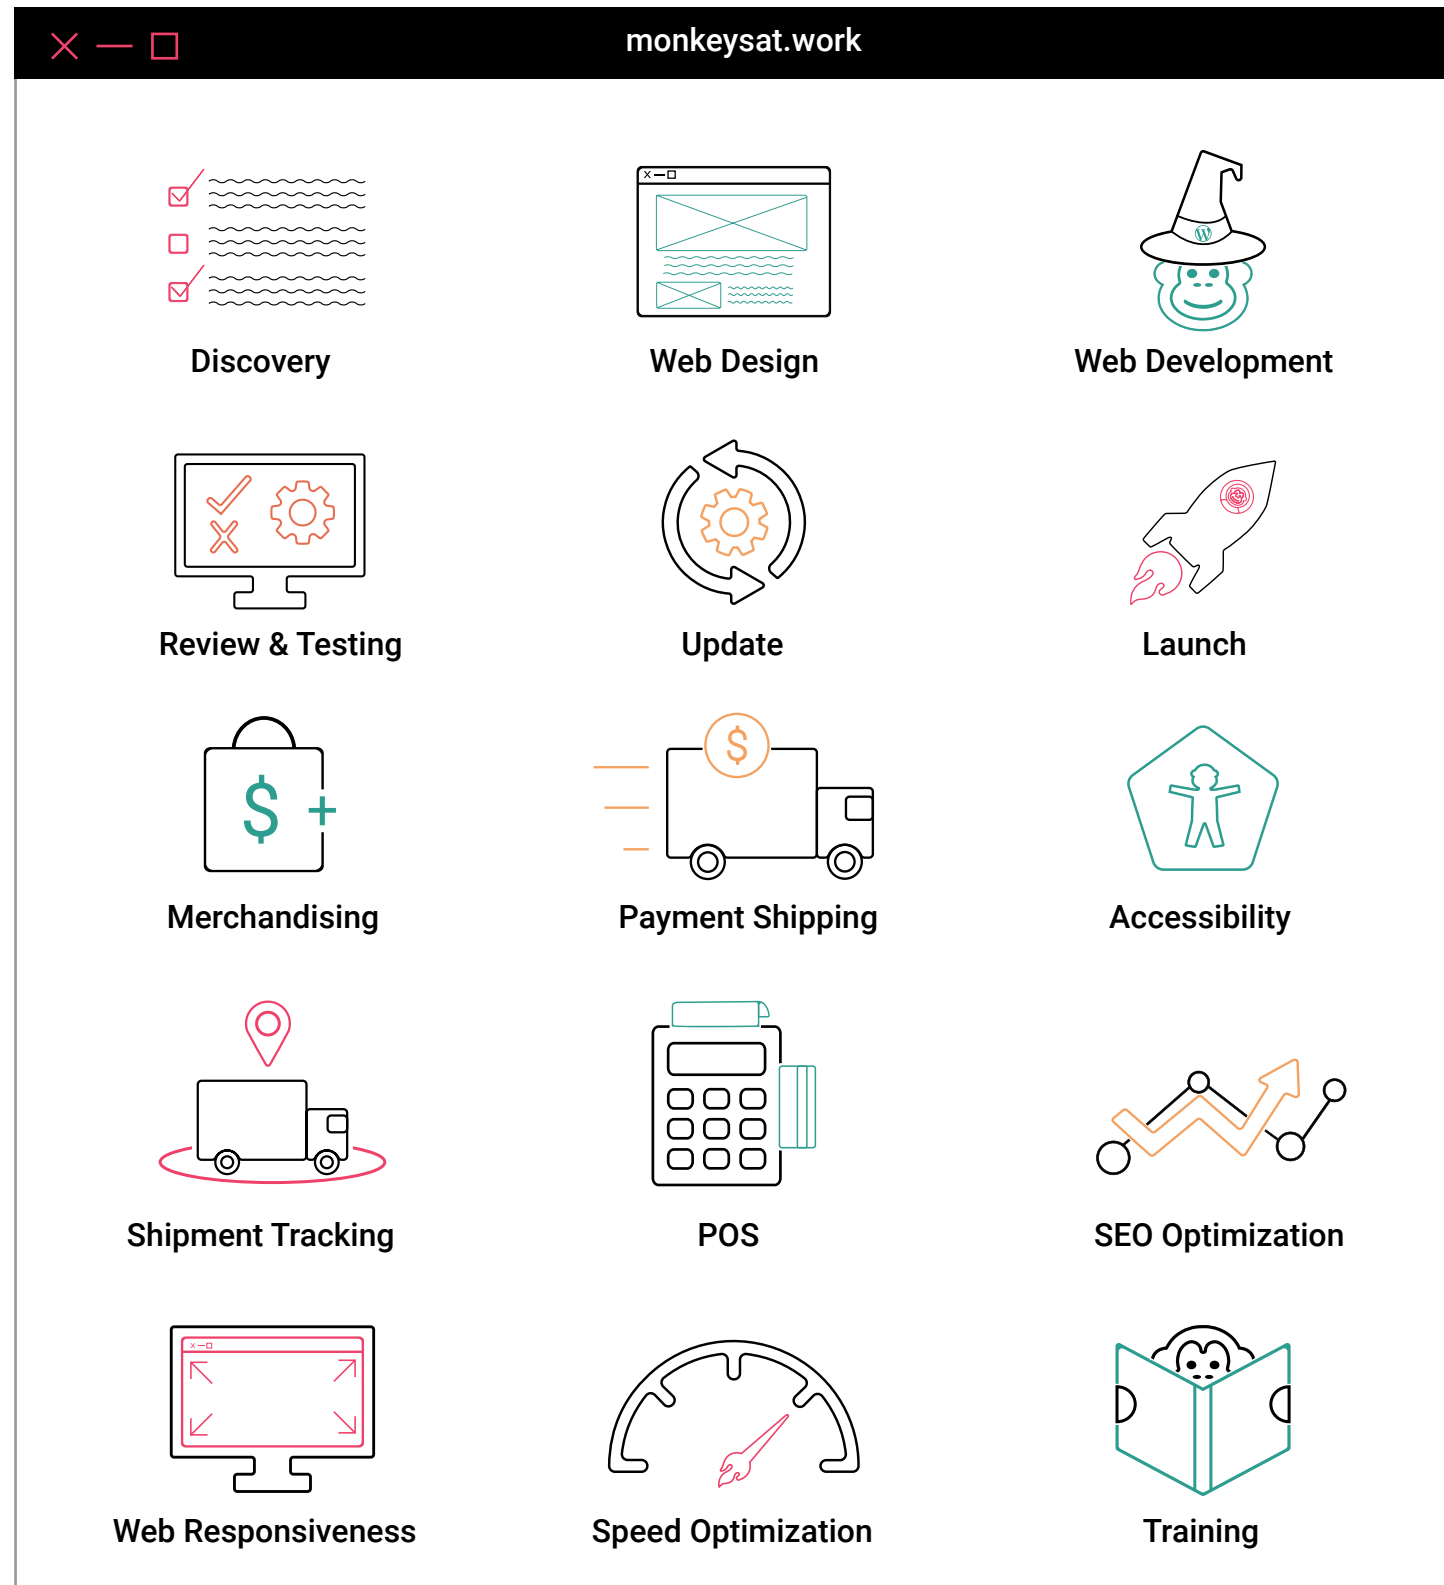 monkeysat.work
Discovery
Web Design
Web Development
Review & Testing
Update
Launch
$
$
Merchandising
Payment Shipping
Accessibility
Shipment Tracking
POS
SEO Optimization
Web Responsiveness
Speed Optimization
Training